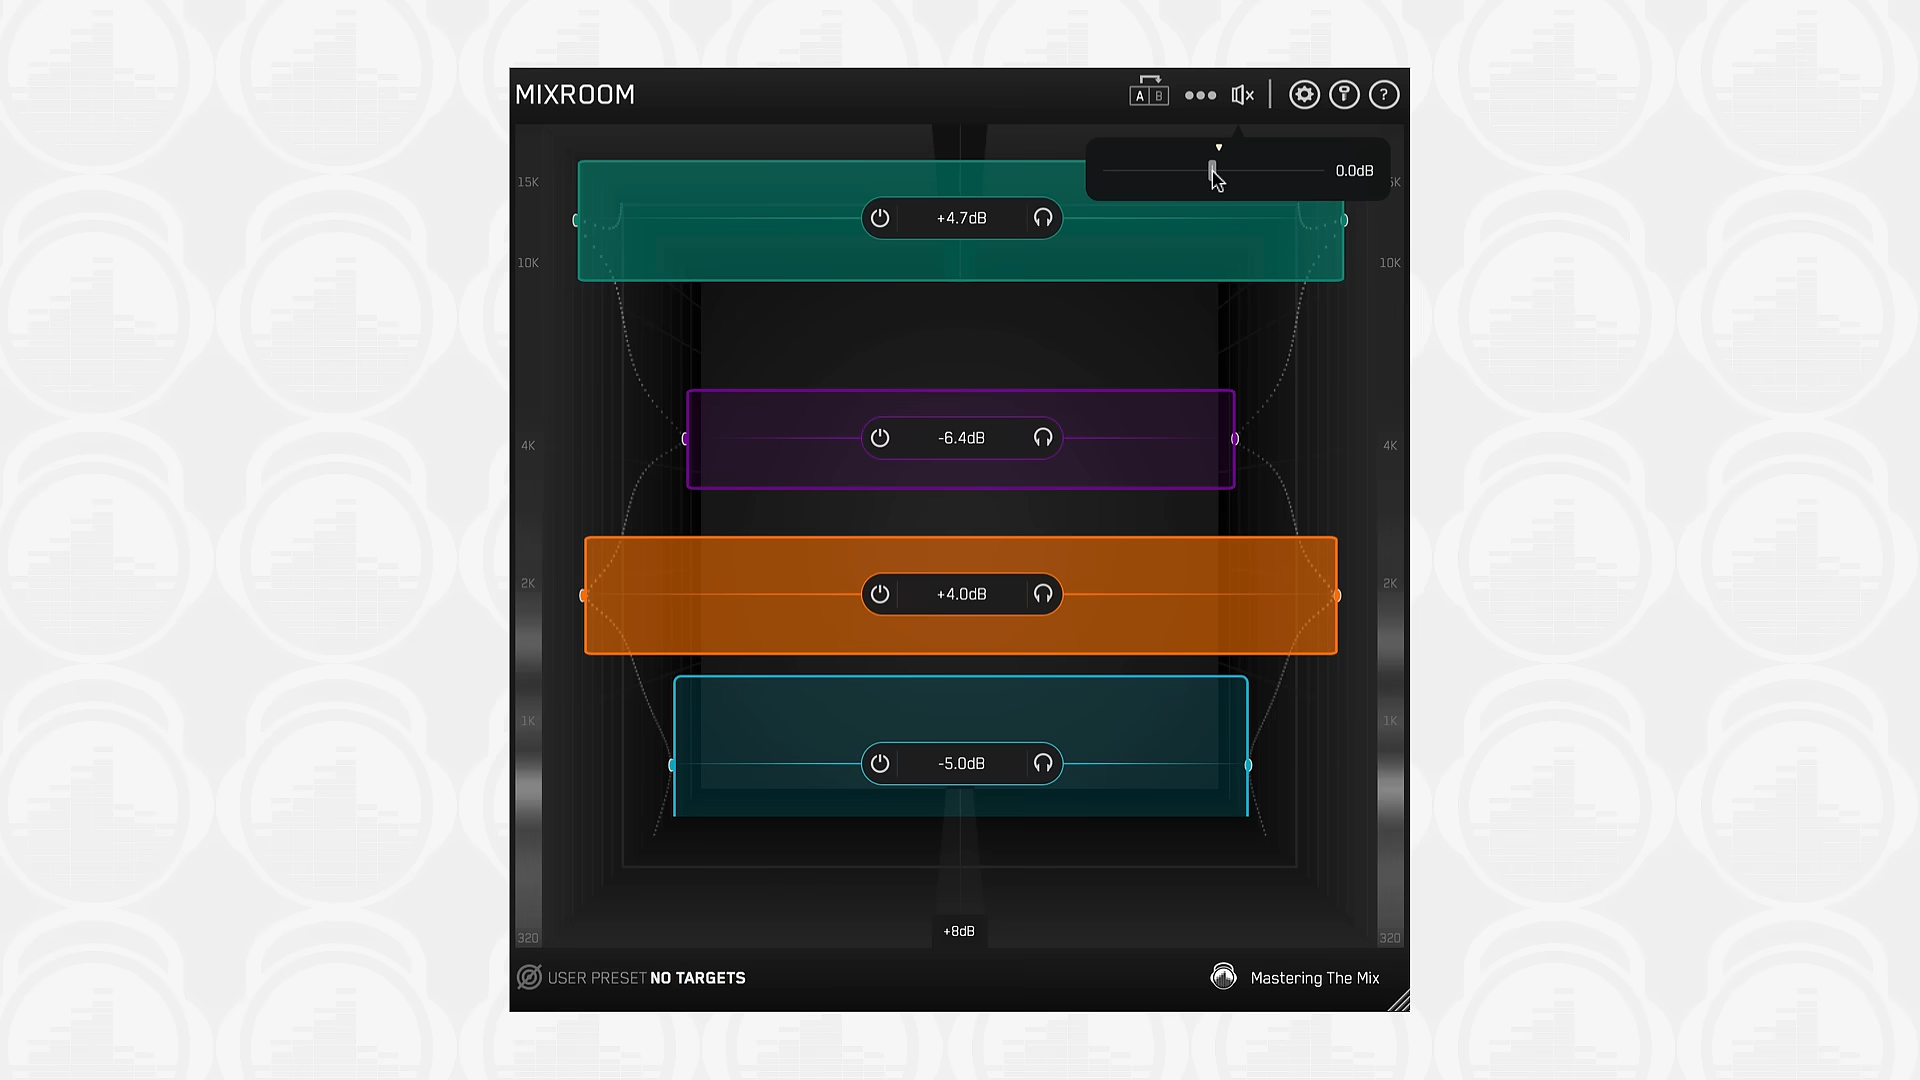 MIXROOM
A B
?
0.0dB
15K
5K
+4.7dB
10K
10K
-6.4dB
4K
4K
+4.0dB
2K
2K
1K
1K
-5.0dB
+8dB
320
320
USER PRESET NO TARGETS
Mastering The Mix